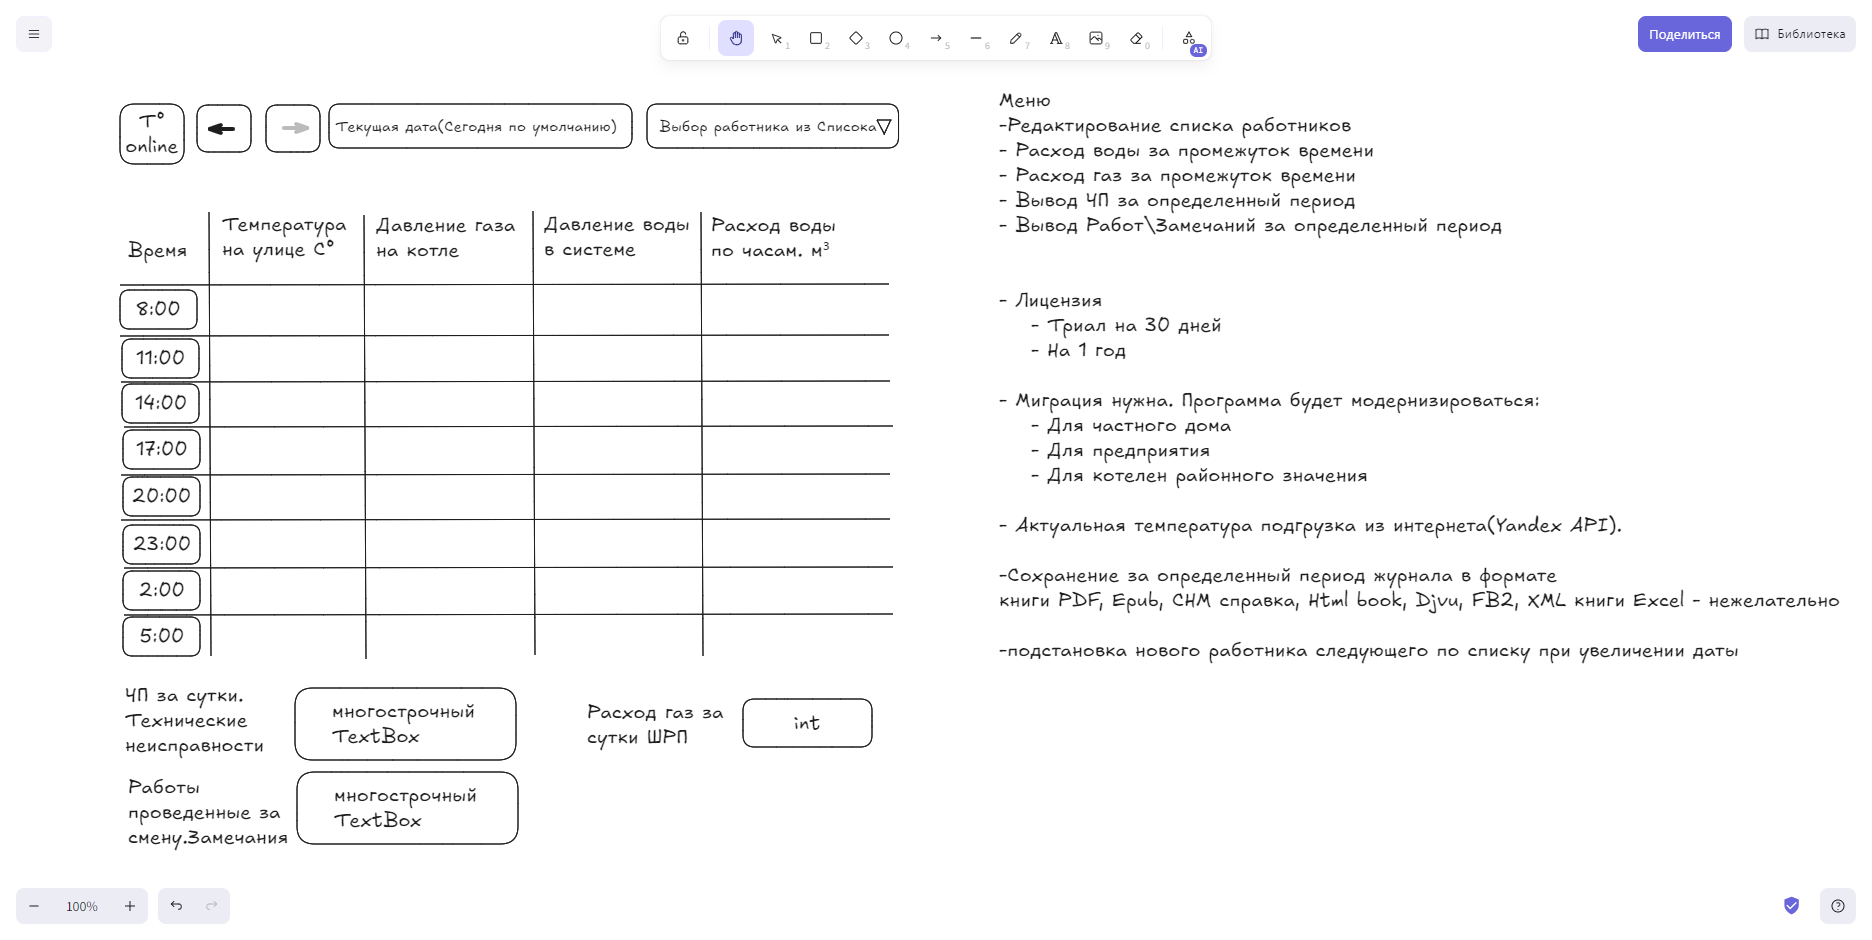 1
2
3
4
5
6
7
8
9
0
AI
Поделиться
Библиотека
T°
online
Текущая дата(Сегодня по умолчанию)
Выбор работника из Списока
Время
Температура
на улице C°
Давление газа
на котле
Давление воды
в системе
Расход воды
по часам. м³
8:00
11:00
14:00
17:00
20:00
23:00
2:00
5:00
ЧП за сутки.
Технические
неисправности
многострочный
TextBox
Расход газ за
сутки ШРП
int
Работы
проведенные за
смену.Замечания
многострочный
TextBox
Меню
-Редактирование списка работников
- Расход воды за промежуток времени
- Расход газ за промежуток времени
- Вывод ЧП за определенный период
- Вывод Работ\Замечаний за определенный период
- Лицензия
- Триал на 30 дней
- На 1 год
- Миграция нужна. Программа будет модернизироваться:
- Для частного дома
- Для предприятия
- Для котелен районного значения
- Актуальная температура подгрузка из интернета(Yandex API).
-Сохранение за определенный период журнала в формате
книги PDF, Epub, CHM справка, Html book, Djvu, FB2, XML книги Excel - нежелательно
-подстановка нового работника следующего по списку при увеличении даты
100%